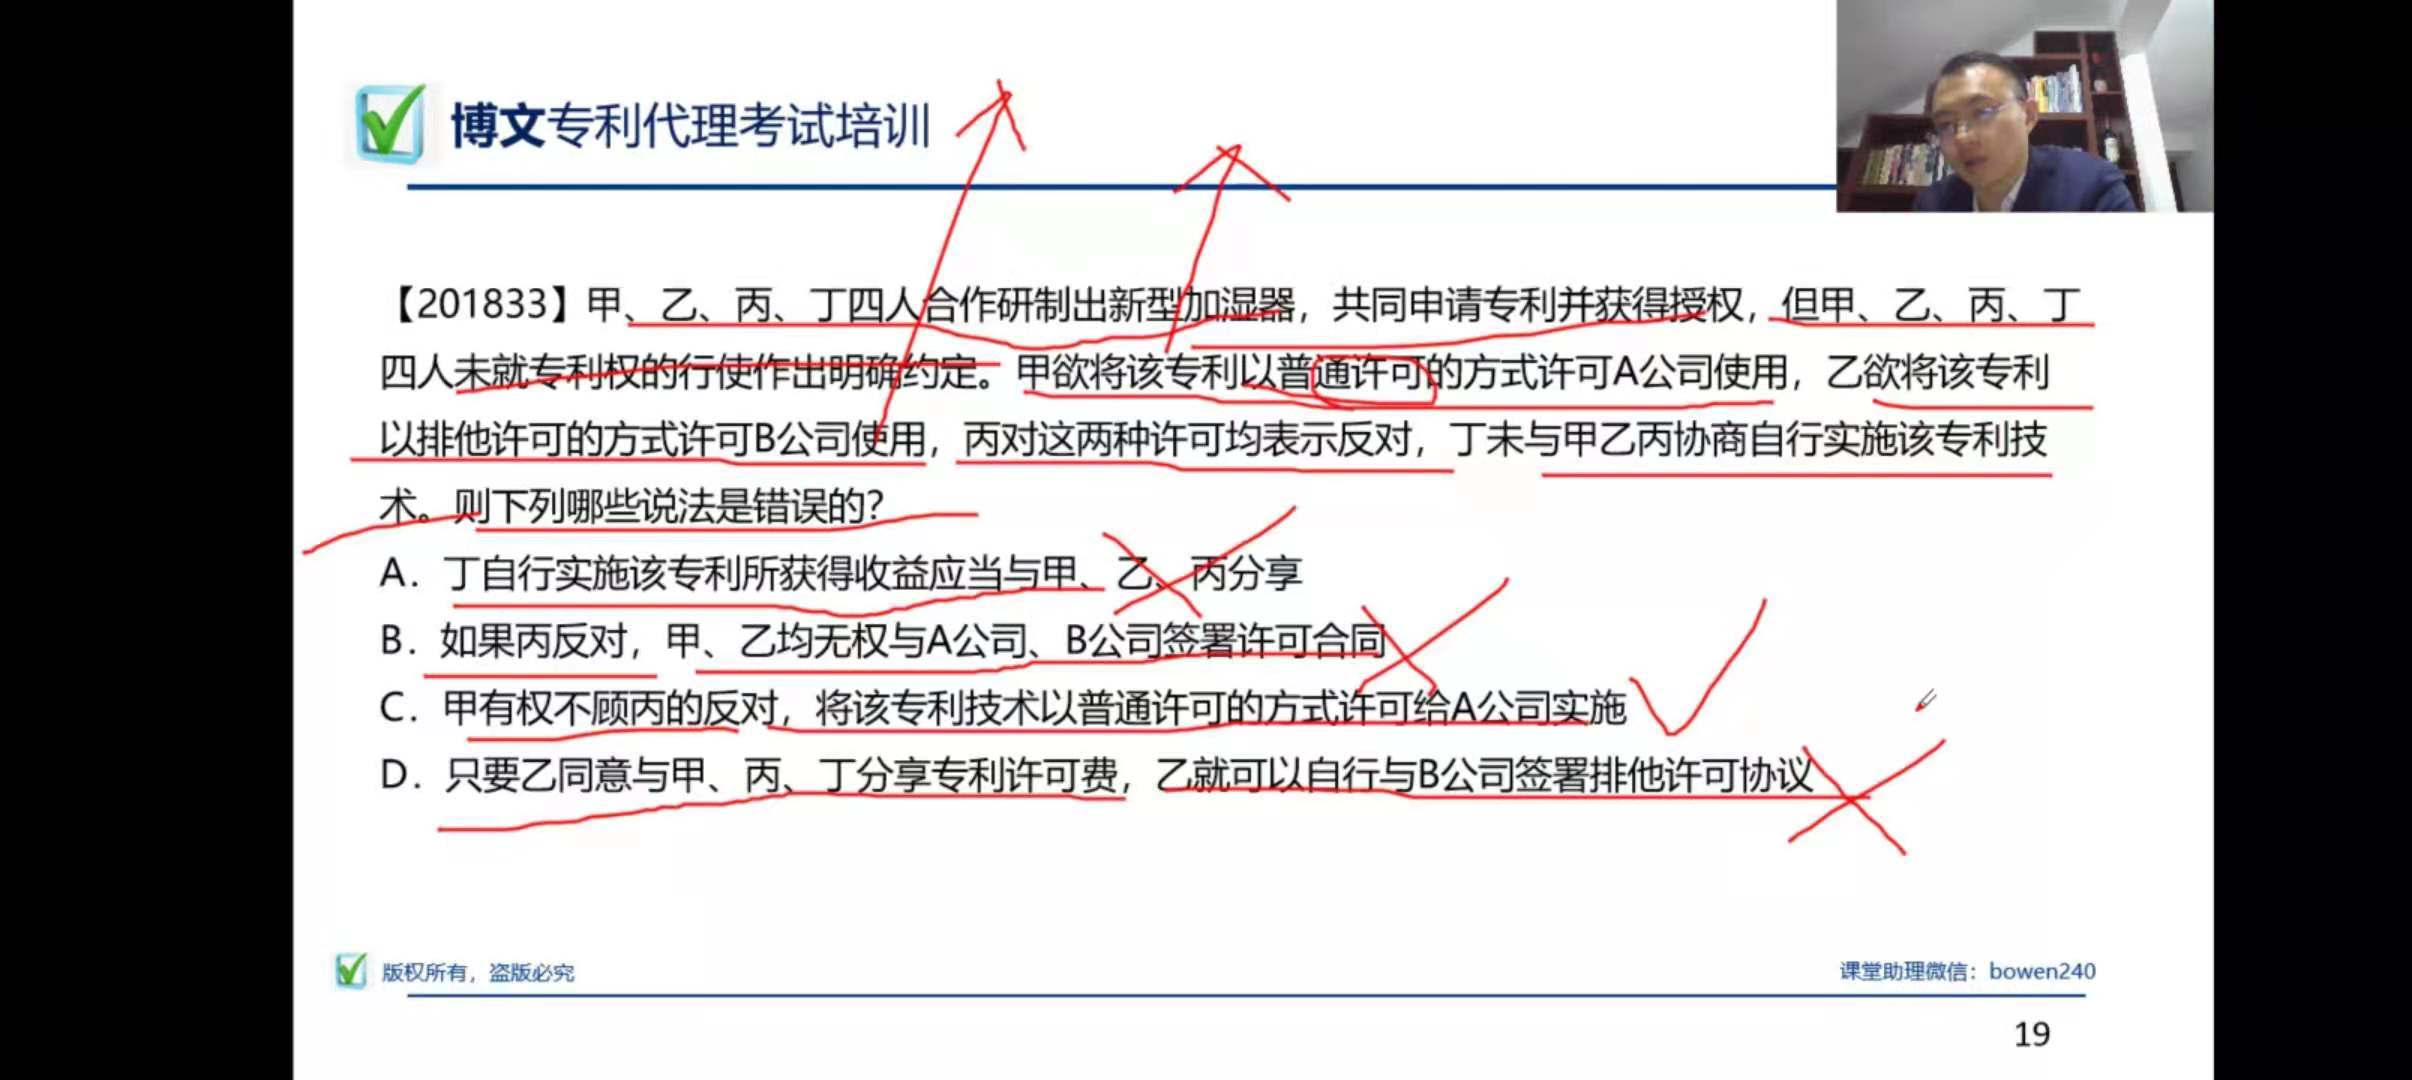 博文专利代理考试培训
【201833】甲、乙、丙、丁四人合作研制出新型加湿器，共同申请专利并获得授权，但甲、乙、丙、丁
四人未就专利权的行使作出明确约定。甲欲将该专利以普通许可的方式许可A公司使用，乙欲将该专利
以排他许可的方式许可B公司使用，丙对这两种许可均表示反对，丁未与甲乙丙协商自行实施该专利技
术。则下列哪些说法是错误的？
A．丁自行实施该专利所获得收益应当与甲、乙、丙分享
B．如果丙反对，甲、乙均无权与A公司、B公司签署许可合同
C．甲有权不顾丙的反对，将该专利技术以普通许可的方式许可给A公司实施
D．只要乙同意与甲、丙、丁分享专利许可费，乙就可以自行与B公司签署排他许可协议
版权所有，盗版必究
课堂助理微信：bowen240
19